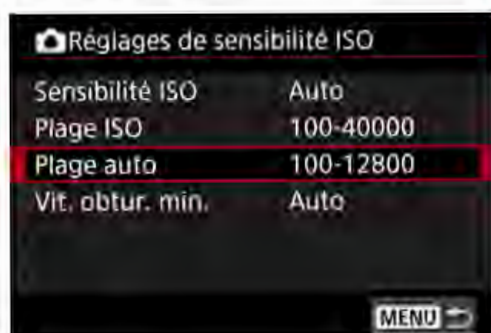 Réglages de sensibilité ISO
Sensibilité ISO Auto
Plage ISO 100-40000
Plage auto 100-12800
Vit. obtur. min. Auto
MENU